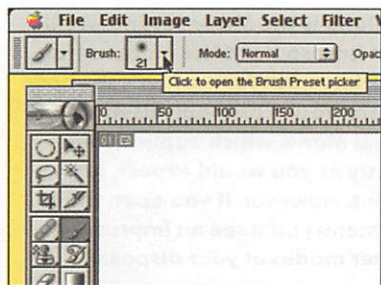 File Edit Image Layer Select Filter
Brush: 21 Mode: Normal Opac
Click to open the Brush Preset picker
0 50 100 150 200